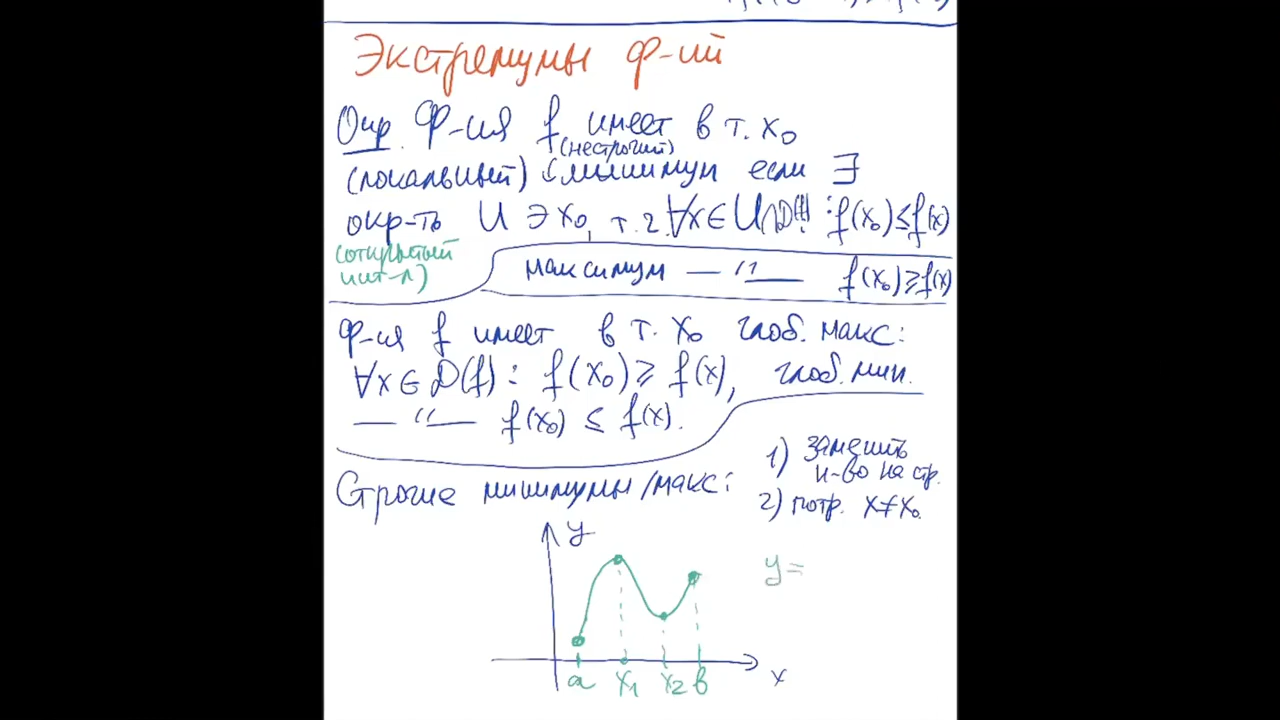 Экстремумы ф-ий
Опр. Ф-ия f имеет в т. x₀
(нестрогий)
(локальный) минимум если ∃
окр-ть U ∋ x₀, т.ч. ∀x ∈ U∩D(f) : f(x₀) ≤ f(x)
(открытый
инт-л)
максимум — " — f(x₀) ≥ f(x)
Ф-ия f имеет в т. x₀ глоб. макс:
∀x ∈ D(f) : f(x₀) ≥ f(x), глоб. мин.
— " — f(x₀) ≤ f(x).
Строгие минимумы/макс:
1) заменить
н-во на стр.
2) потр. x ≠ x₀.
y
y =
a x₁ x₂ b x